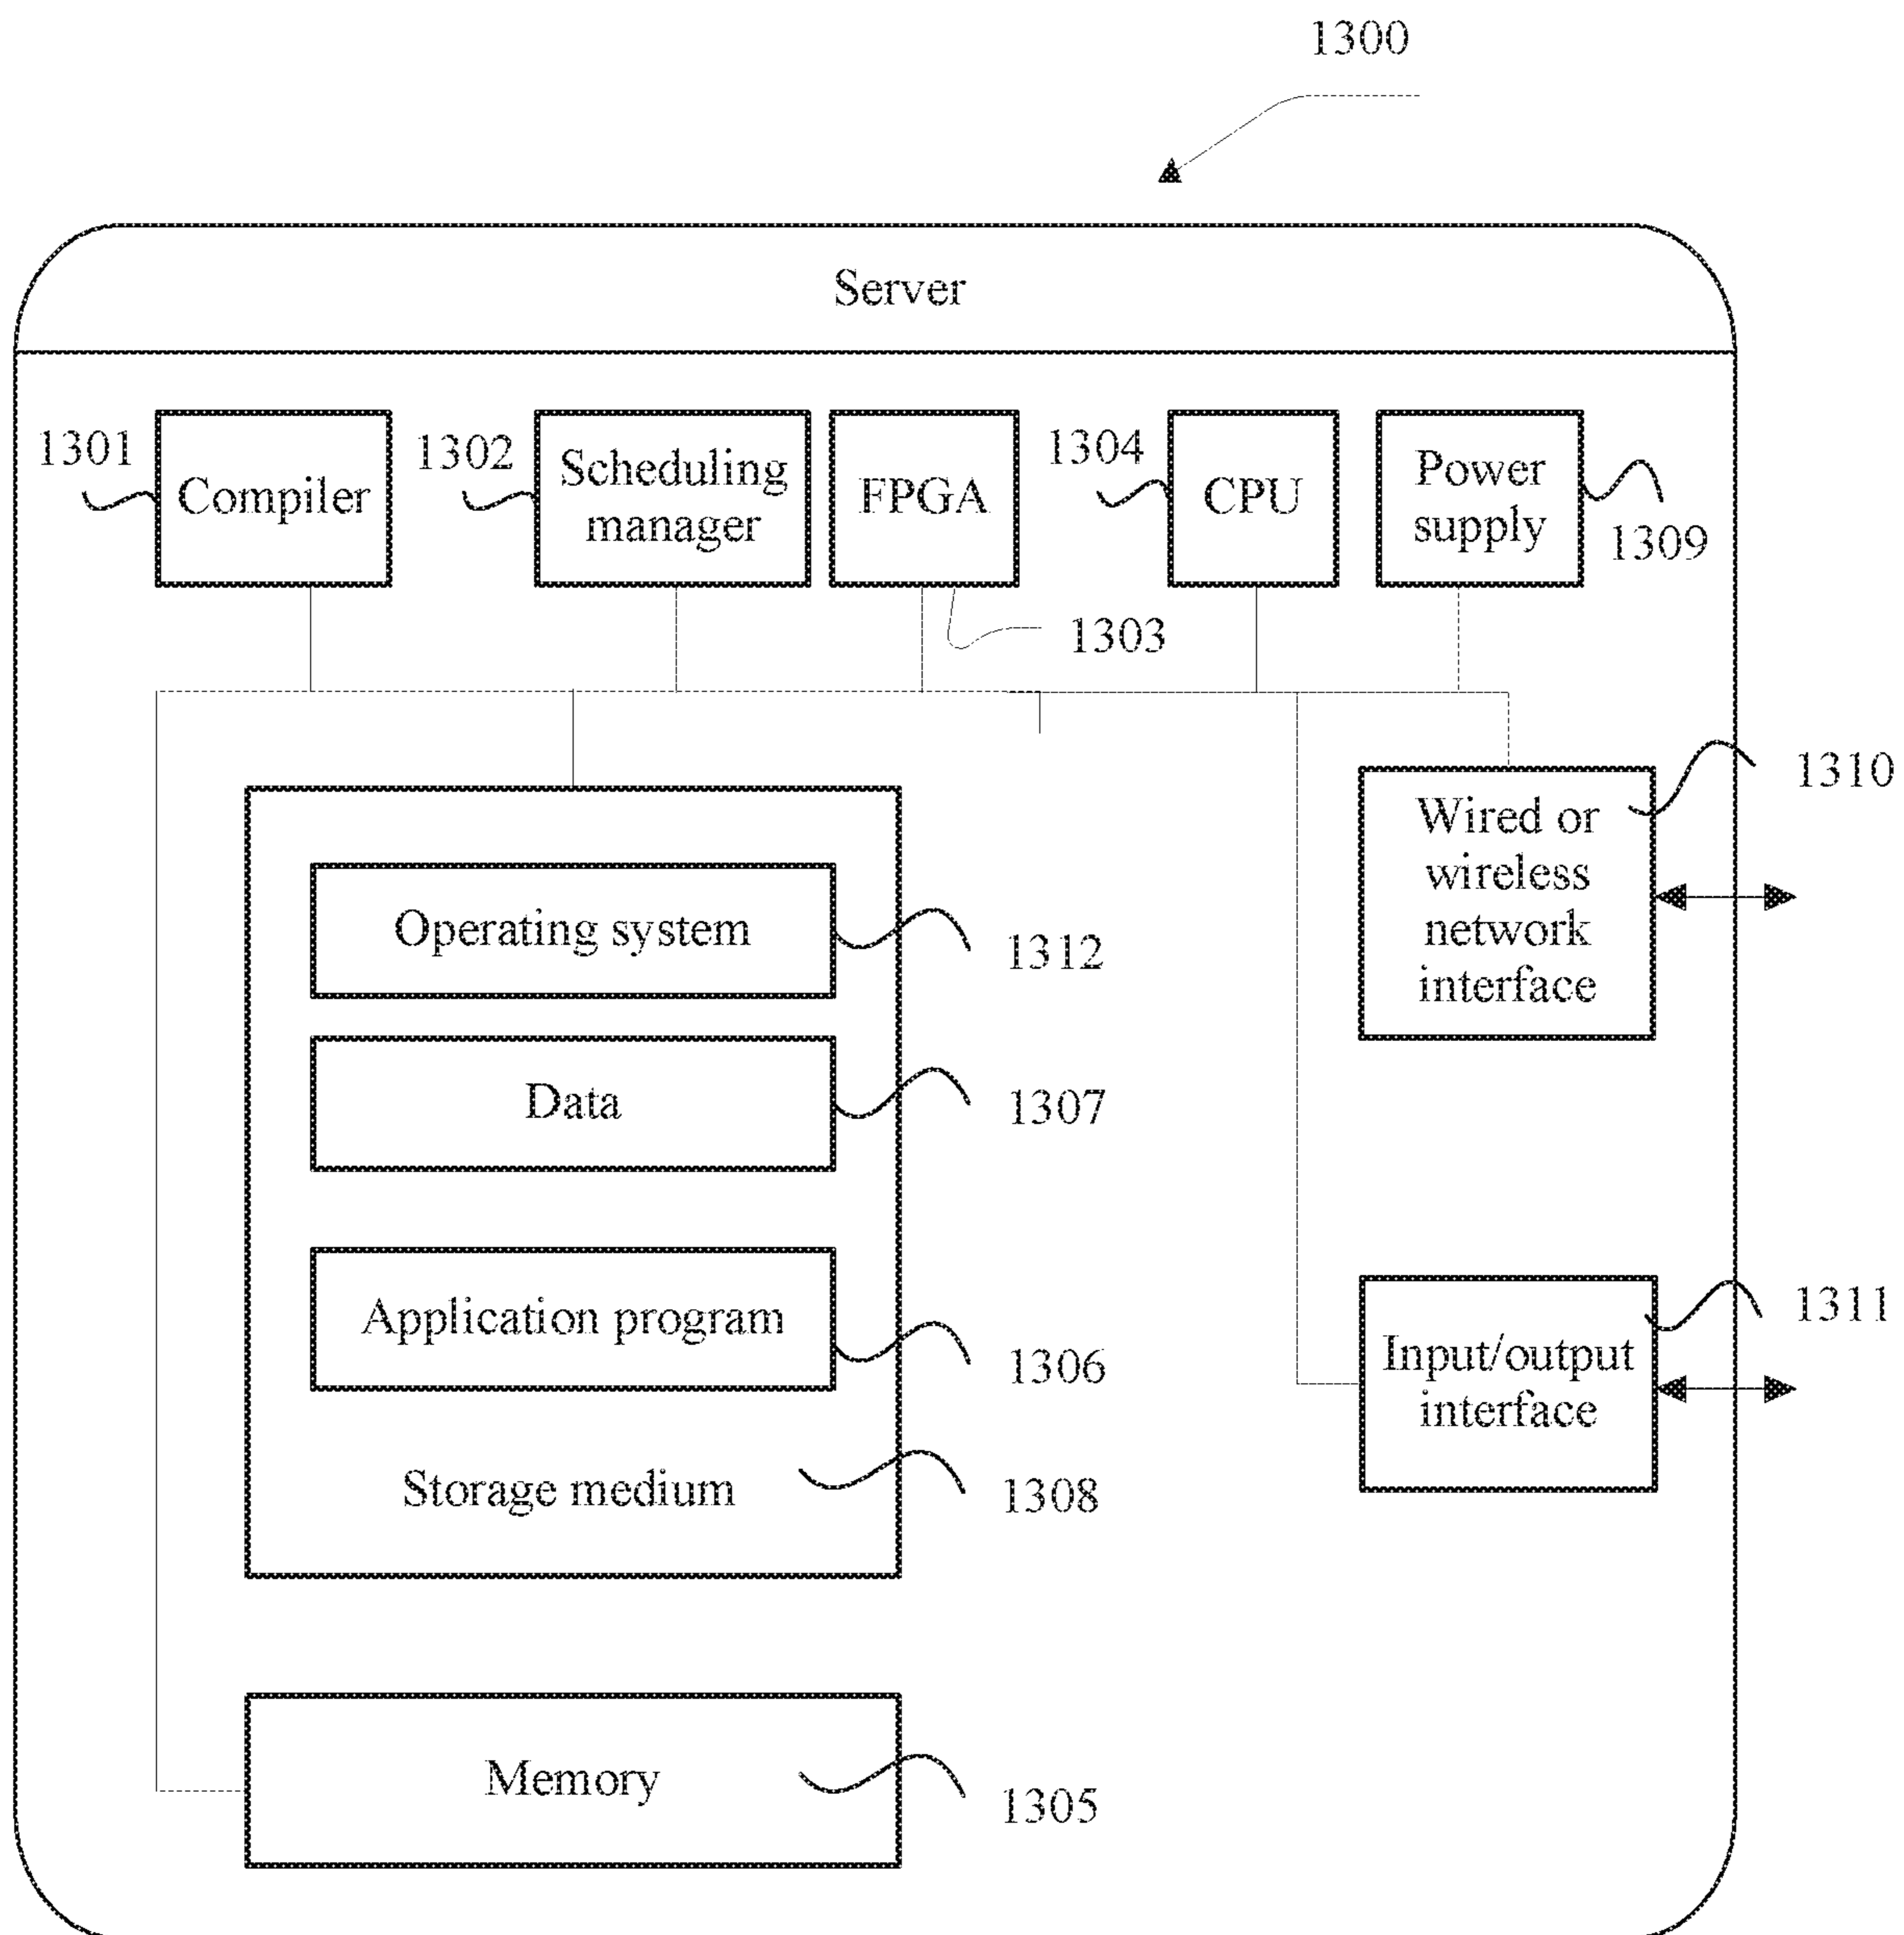 1300
Server
1301
Compiler
1302
Scheduling
manager
FPGA
1303
1304
CPU
Power
supply
1309
1310
Wired or
wireless
network
interface
Operating system
1312
Data
1307
Application program
1306
Storage medium
1308
1311
Input/output
interface
Memory
1305